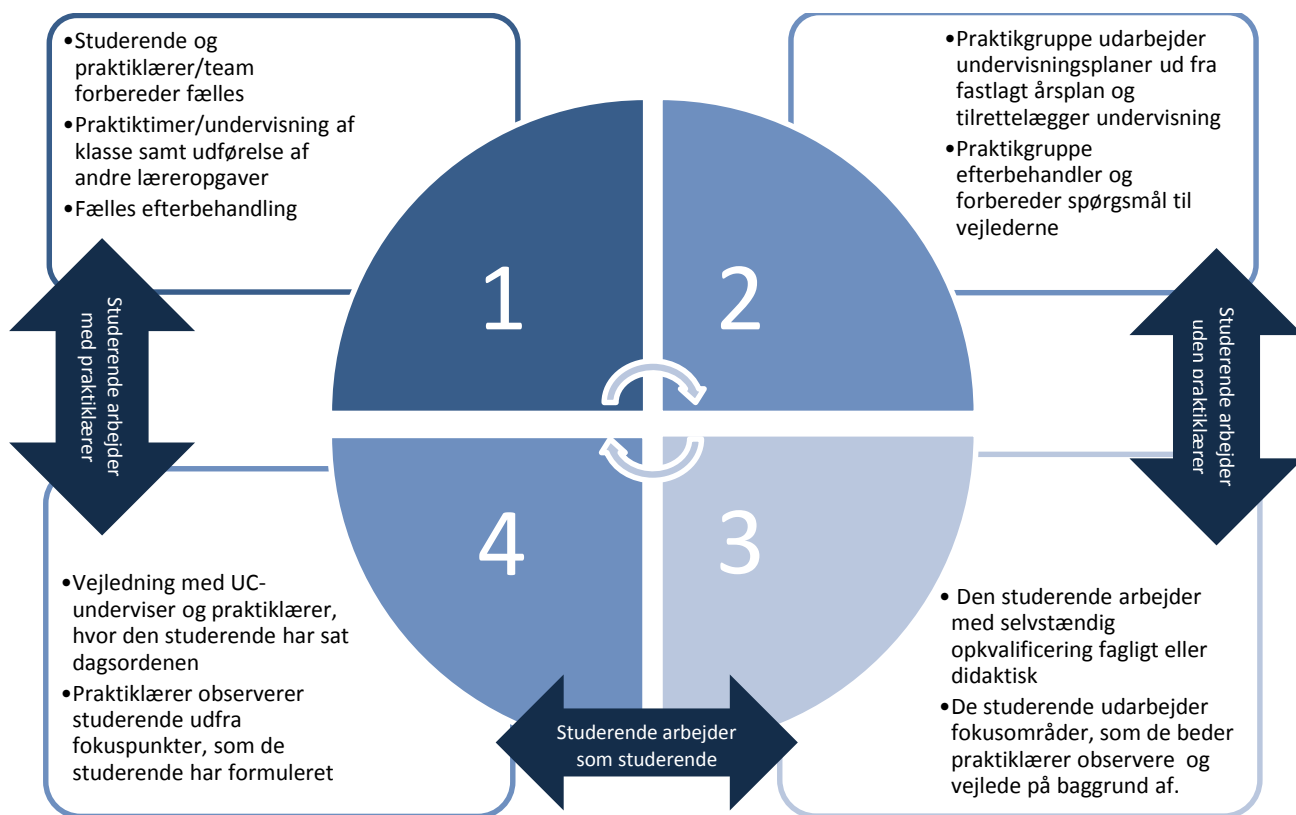 •Studerende og
praktiklærer/team
forbereder fælles
•Praktiktimer/undervisning af
klasse samt udførelse af
andre læreropgaver
•Fælles efterbehandling
•Praktikgruppe udarbejder
undervisningsplaner ud fra
fastlagt årsplan og
tilrettelægger undervisning
•Praktikgruppe
efterbehandler og
forbereder spørgsmål til
vejlederne
1
2
Studerende arbejder
med praktiklærer
Studerende arbejder
uden praktiklærer
4
3
•Vejledning med UC-
underviser og praktiklærer,
hvor den studerende har sat
dagsordenen
•Praktiklærer observerer
studerende udfra
fokuspunkter, som de
studerende har formuleret
• Den studerende arbejder
med selvstændig
opkvalificering fagligt eller
didaktisk
•De studerende udarbejder
fokusområder, som de beder
praktiklærer observere og
vejlede på baggrund af.
Studerende arbejder
som studerende